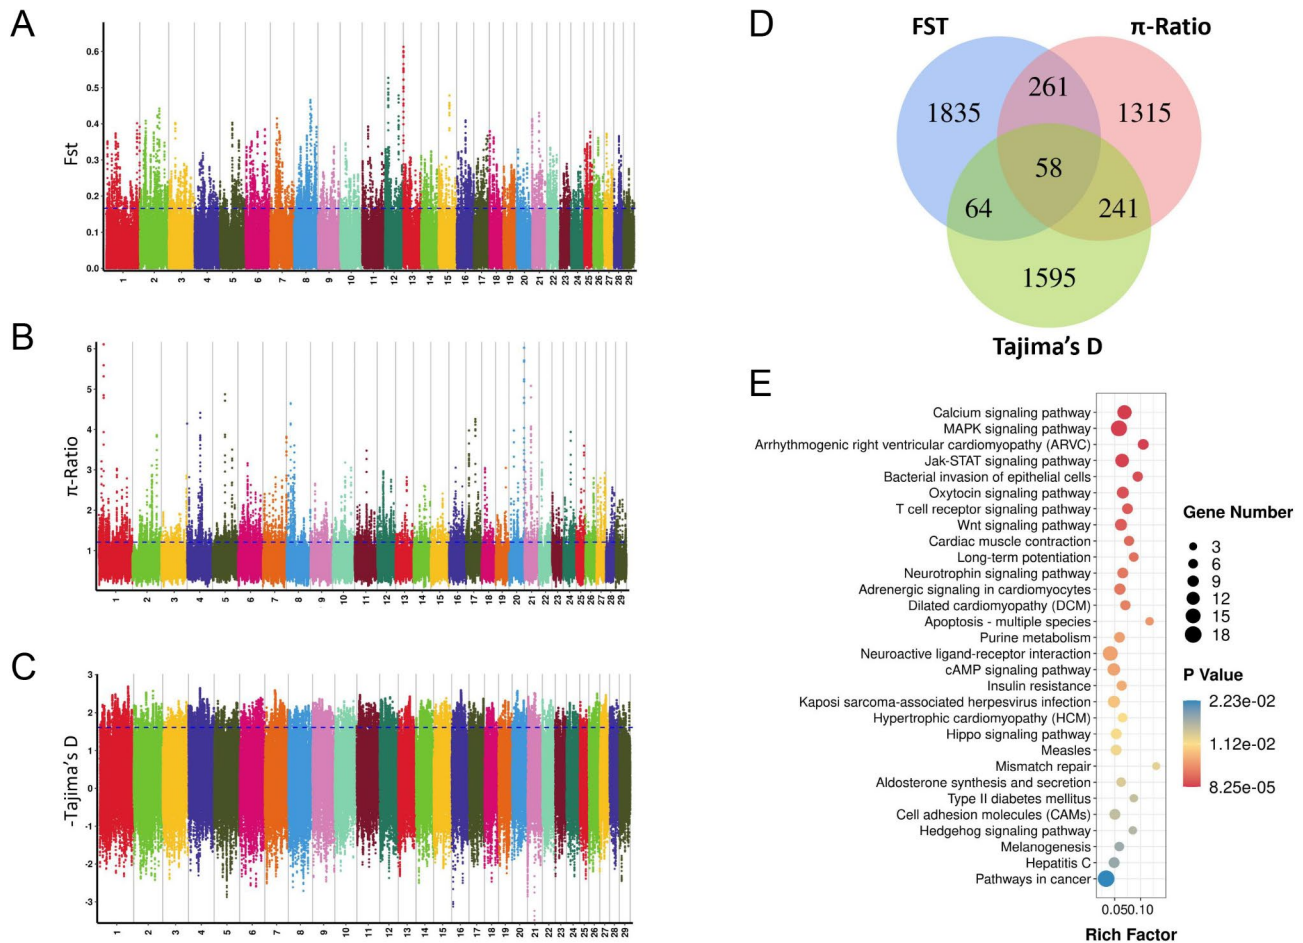 A
Fst
0.6
0.5
0.4
0.3
0.2
0.1
0.0
1 2 3 4 5 6 7 8 9 10 11 12 13 14 15 16 17 18 19 20 21 22 23 24 25 26 27 28 29
B
π-Ratio
6
5
4
3
2
1
1 2 3 4 5 6 7 8 9 10 11 12 13 14 15 16 17 18 19 20 21 22 23 24 25 26 27 28 29
C
-Tajima's D
3
2
1
0
-1
-2
-3
1 2 3 4 5 6 7 8 9 10 11 12 13 14 15 16 17 18 19 20 21 22 23 24 25 26 27 28 29
D
FST
π-Ratio
261
1835
1315
58
64
241
1595
Tajima's D
E
Calcium signaling pathway
MAPK signaling pathway
Arrhythmogenic right ventricular cardiomyopathy (ARVC)
Jak-STAT signaling pathway
Bacterial invasion of epithelial cells
Oxytocin signaling pathway
T cell receptor signaling pathway
Wnt signaling pathway
Cardiac muscle contraction
Long-term potentiation
Neurotrophin signaling pathway
Adrenergic signaling in cardiomyocytes
Dilated cardiomyopathy (DCM)
Apoptosis - multiple species
Purine metabolism
Neuroactive ligand-receptor interaction
cAMP signaling pathway
Insulin resistance
Kaposi sarcoma-associated herpesvirus infection
Hypertrophic cardiomyopathy (HCM)
Hippo signaling pathway
Measles
Mismatch repair
Aldosterone synthesis and secretion
Type II diabetes mellitus
Cell adhesion molecules (CAMs)
Hedgehog signaling pathway
Melanogenesis
Hepatitis C
Pathways in cancer
0.050.10
Rich Factor
Gene Number
3
6
9
12
15
18
P Value
2.23e-02
1.12e-02
8.25e-05